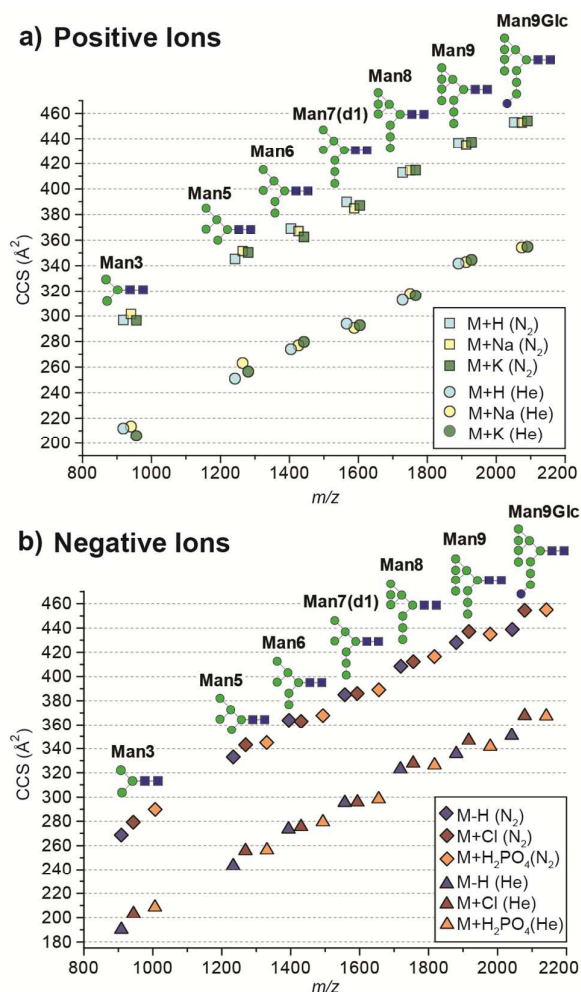 a) Positive Ions
Man9Glc
Man9
Man8
Man7(d1)
Man6
Man5
Man3
CCS (Å²)
460
440
420
400
380
360
340
320
300
280
260
240
220
200
M+H (N₂)
M+Na (N₂)
M+K (N₂)
M+H (He)
M+Na (He)
M+K (He)
800 1000 1200 1400 1600 1800 2000 2200
m/z
b) Negative Ions
Man9Glc
Man9
Man8
Man7(d1)
Man6
Man5
Man3
CCS (Å²)
460
440
420
400
380
360
340
320
300
280
260
240
220
200
180
M-H (N₂)
M+Cl (N₂)
M+H₂PO₄(N₂)
M-H (He)
M+Cl (He)
M+H₂PO₄(He)
800 1000 1200 1400 1600 1800 2000 2200
m/z